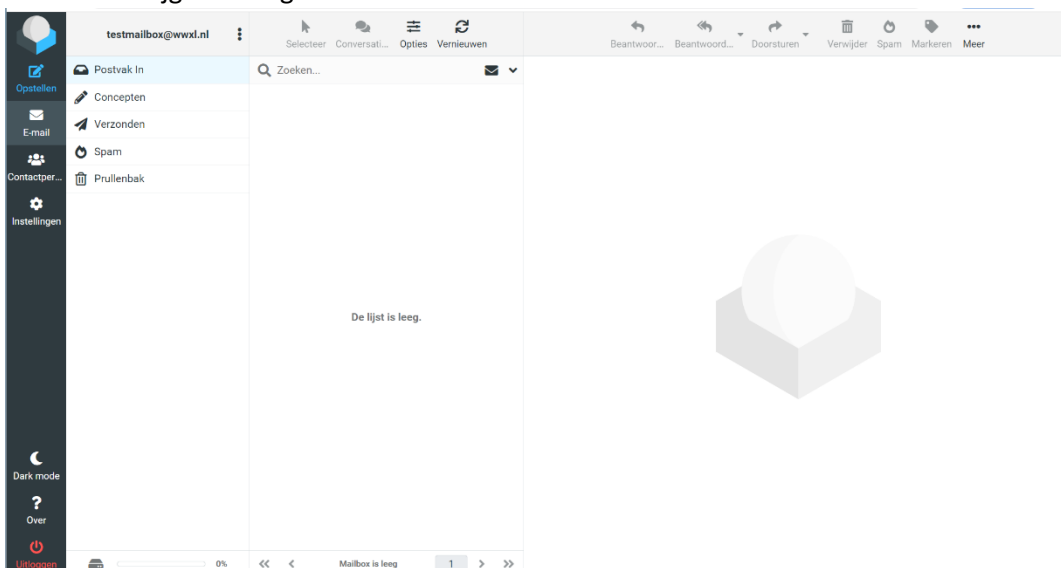 testmailbox@wwxl.nl
Selecteer Conversati... Opties Vernieuwen
Beantwoor... Beantwoord... Doorsturen Verwijder Spam Markeren Meer
Opstellen
E-mail
Contactper...
Instellingen
Dark mode
? Over
Uitloggen
Postvak In
Concepten
Verzonden
Spam
Prullenbak
0%
Zoeken...
De lijst is leeg.
Mailbox is leeg 1